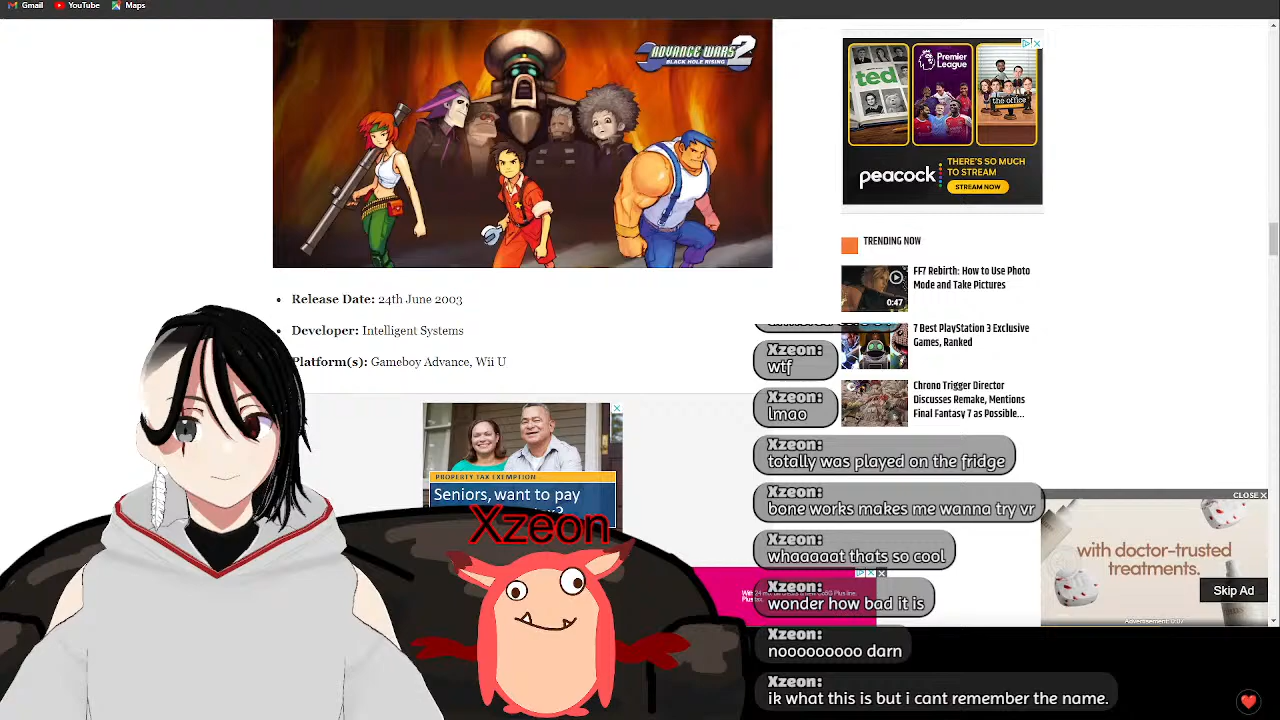 Gmail
YouTube
Maps
ADVANCE WARS 2
BLACK HOLE RISING
ted
Premier
League
the office
peacock
THERE'S SO MUCH
TO STREAM
STREAM NOW
TRENDING NOW
FF7 Rebirth: How to Use Photo
Mode and Take Pictures
0:47
7 Best PlayStation 3 Exclusive
Games, Ranked
Chrono Trigger Director
Discusses Remake, Mentions
Final Fantasy 7 as Possible...
Release Date: 24th June 2003
Developer: Intelligent Systems
Platform(s): Gameboy Advance, Wii U
PROPERTY TAX EXEMPTION
Seniors, want to pay
Xzeon
Xzeon:
wtf
Xzeon:
lmao
Xzeon:
totally was played on the fridge
Xzeon:
bone works makes me wanna try vr
Xzeon:
whaaaaat thats so cool
Xzeon:
wonder how bad it is
Xzeon:
nooooooooo darn
Xzeon:
ik what this is but i cant remember the name.
CLOSE X
with doctor-trusted
treatments.
Skip Ad
Advertisement: 0:07